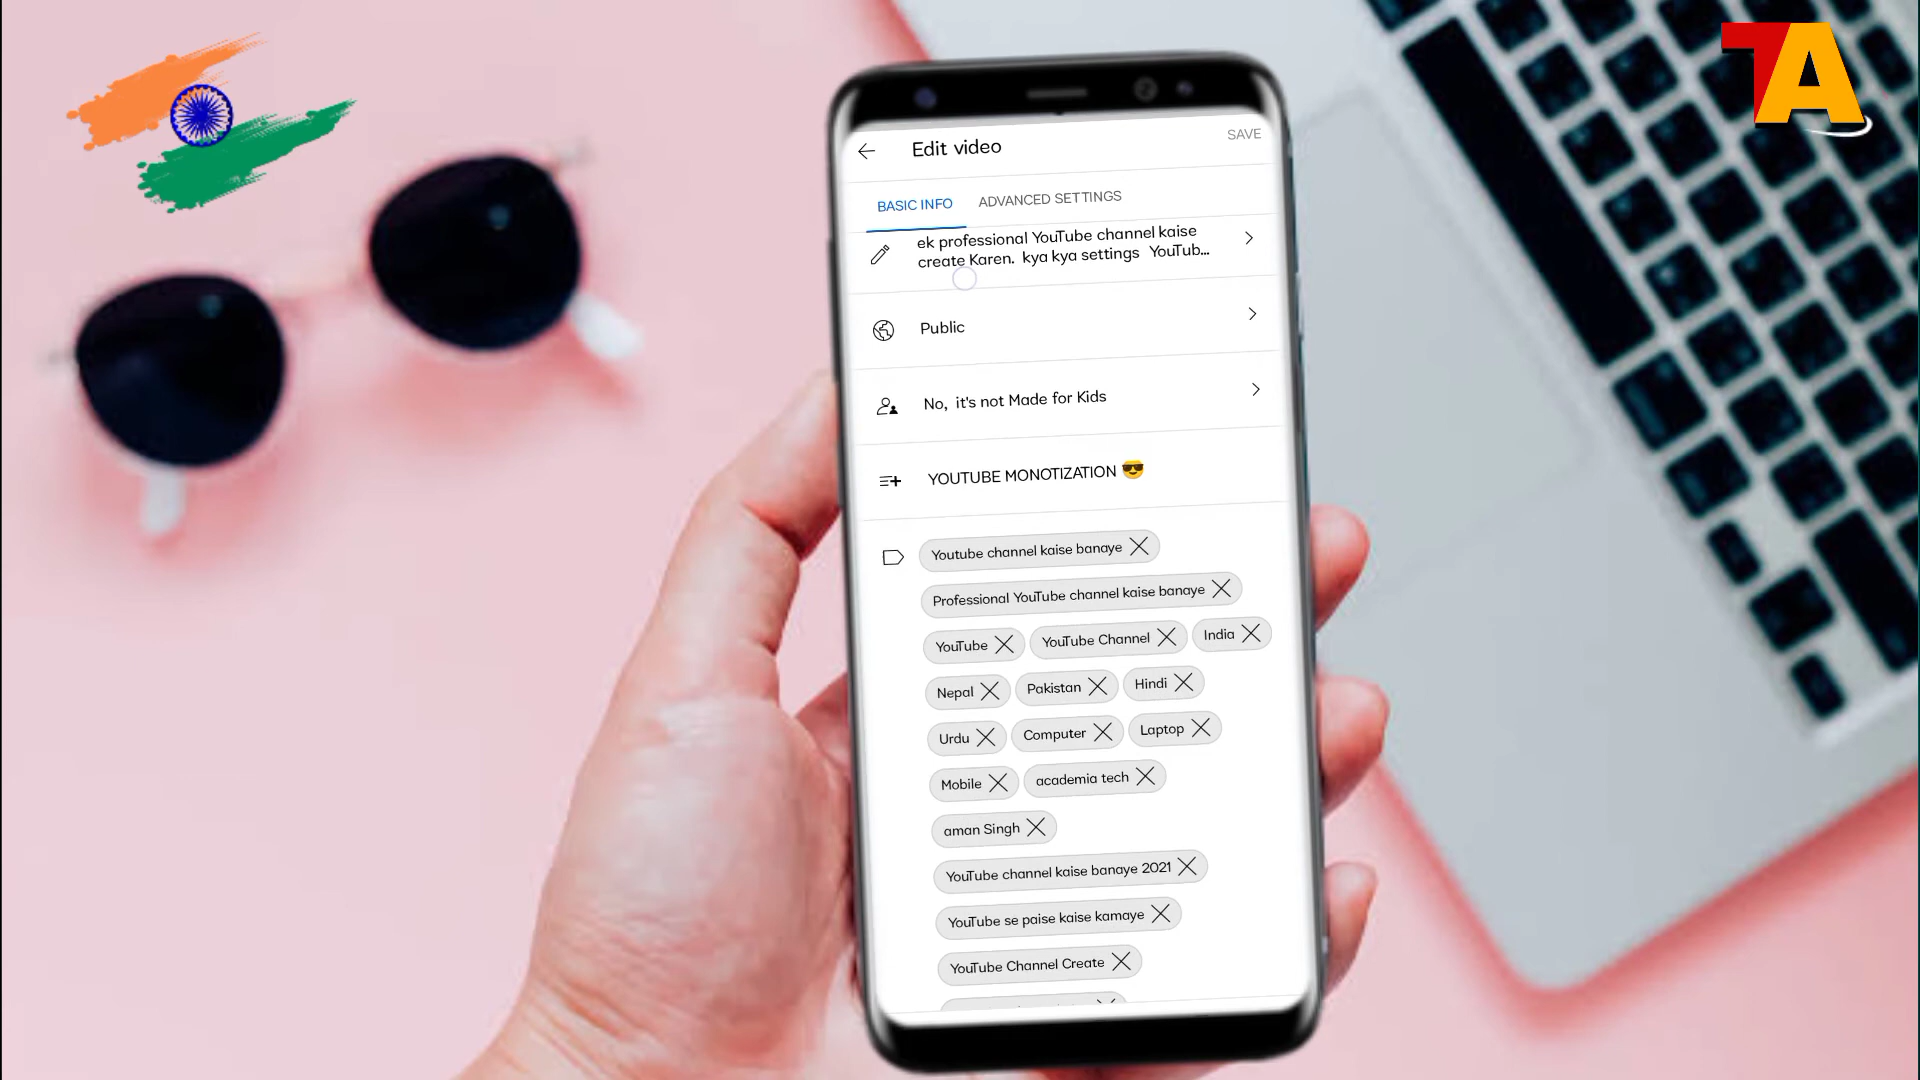 TA
Edit video
SAVE
BASIC INFO
ADVANCED SETTINGS
ek professional YouTube channel kaise
create Karen. kya kya settings YouTub...
Public
No, it's not Made for Kids
YOUTUBE MONOTIZATION 😎
Youtube channel kaise banaye
Professional YouTube channel kaise banaye
YouTube YouTube Channel India
Nepal Pakistan Hindi
Urdu Computer Laptop
Mobile academia tech
aman Singh
YouTube channel kaise banaye 2021
YouTube se paise kaise kamaye
YouTube Channel Create